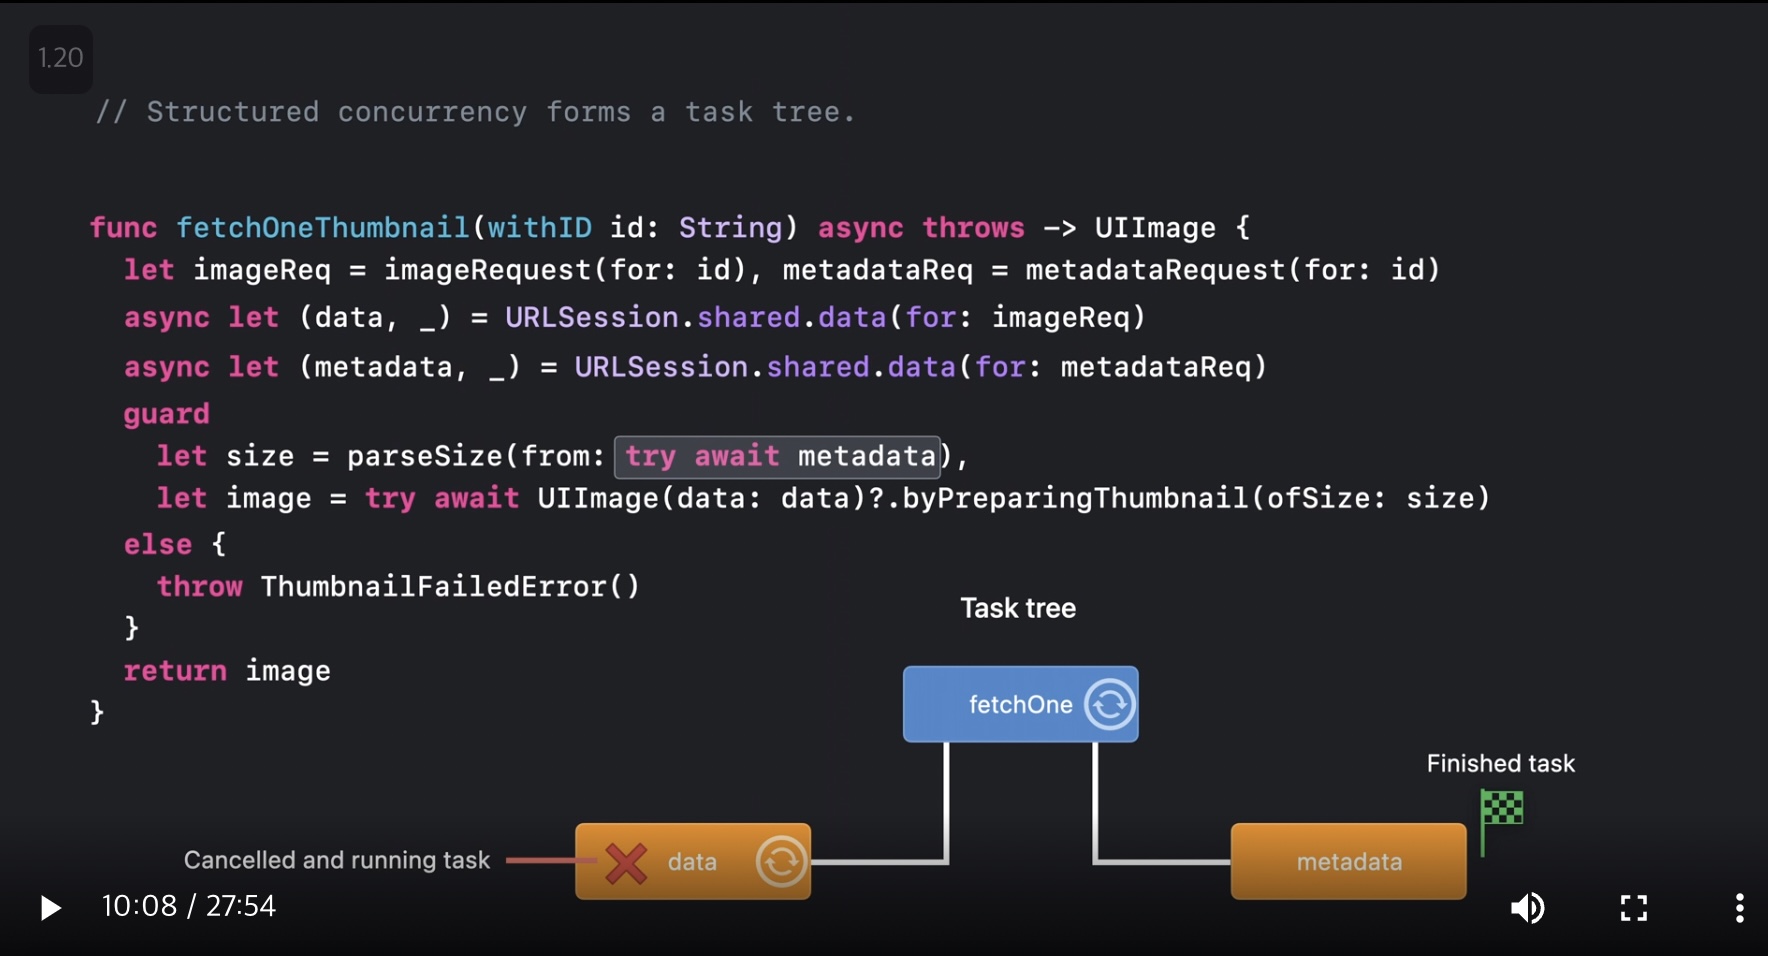 1.20
// Structured concurrency forms a task tree.
func fetchOneThumbnail(withID id: String) async throws -> UIImage {
let imageReq = imageRequest(for: id), metadataReq = metadataRequest(for: id)
async let (data, _) = URLSession.shared.data(for: imageReq)
async let (metadata, _) = URLSession.shared.data(for: metadataReq)
guard
let size = parseSize(from: try await metadata),
let image = try await UIImage(data: data)?.byPreparingThumbnail(ofSize: size)
else {
throw ThumbnailFailedError()
}
return image
}
Task tree
fetchOne
Finished task
Cancelled and running task
data
metadata
10:08 / 27:54